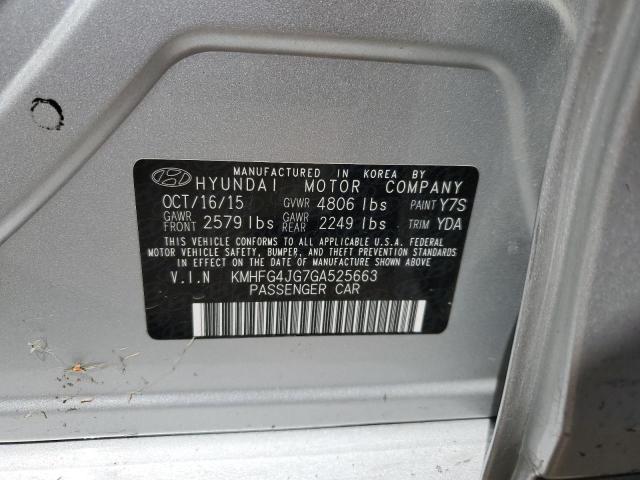 MANUFACTURED IN KOREA BY
HYUNDAI MOTOR COMPANY
OCT/16/15 GVWR 4806 lbs PAINT Y7S
GAWR FRONT 2579 lbs GAWR REAR 2249 lbs TRIM YDA
THIS VEHICLE CONFORMS TO ALL APPLICABLE U.S.A. FEDERAL
MOTOR VEHICLE SAFETY, BUMPER, AND THEFT PREVENTION STANDARDS
IN EFFECT ON THE DATE OF MANUFACTURE SHOWN ABOVE.
V.I.N KMHFG4JG7GA525663
PASSENGER CAR